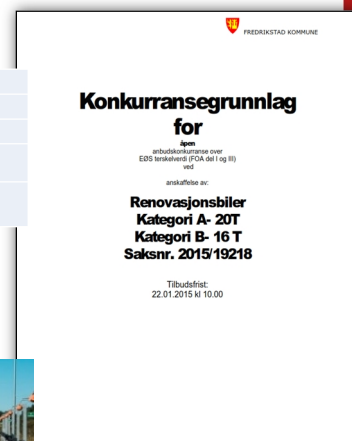 FREDRIKSTAD KOMMUNE
Konkurransegrunnlag
for
åpen
anbudskonkurranse over
EØS terskelverdi (FOA del I og III)
ved
anskaffelse av:
Renovasjonsbiler
Kategori A- 20T
Kategori B- 16 T
Saksnr. 2015/19218
Tilbudsfrist:
22.01.2015 kl 10.00